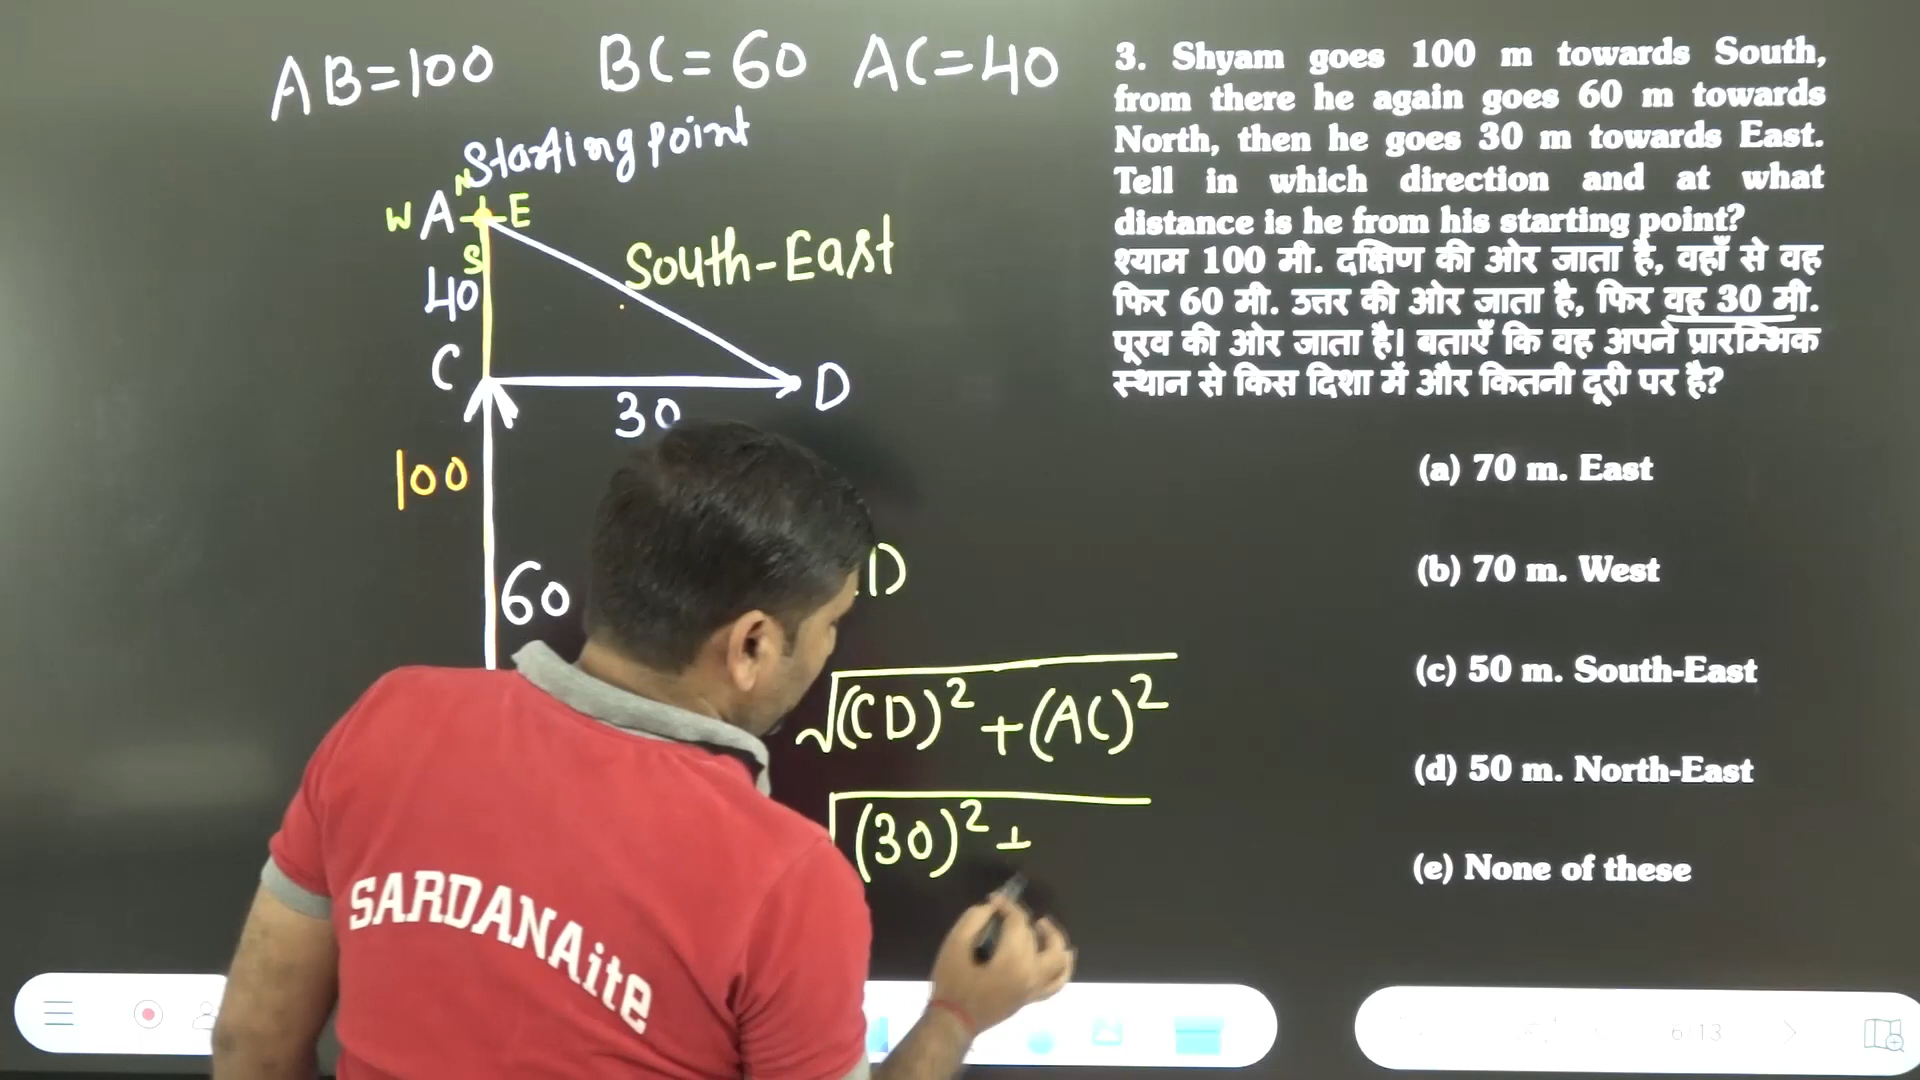 AB=100 BC=60 AC=40
Starting point
N
W A E
S
40
South-East
C
30
D
100
60
D
√(CD)² + (AC)²
√(30)² +
3. Shyam goes 100 m towards South,
from there he again goes 60 m towards
North, then he goes 30 m towards East.
Tell in which direction and at what
distance is he from his starting point?
श्याम 100 मी. दक्षिण की ओर जाता है, वहाँ से वह
फिर 60 मी. उत्तर की ओर जाता है, फिर वह 30 मी.
पूरव की ओर जाता है। बताएँ कि वह अपने प्रारम्भिक
स्थान से किस दिशा में और कितनी दूरी पर है?
(a) 70 m. East
(b) 70 m. West
(c) 50 m. South-East
(d) 50 m. North-East
(e) None of these
SARDANAite
6/13